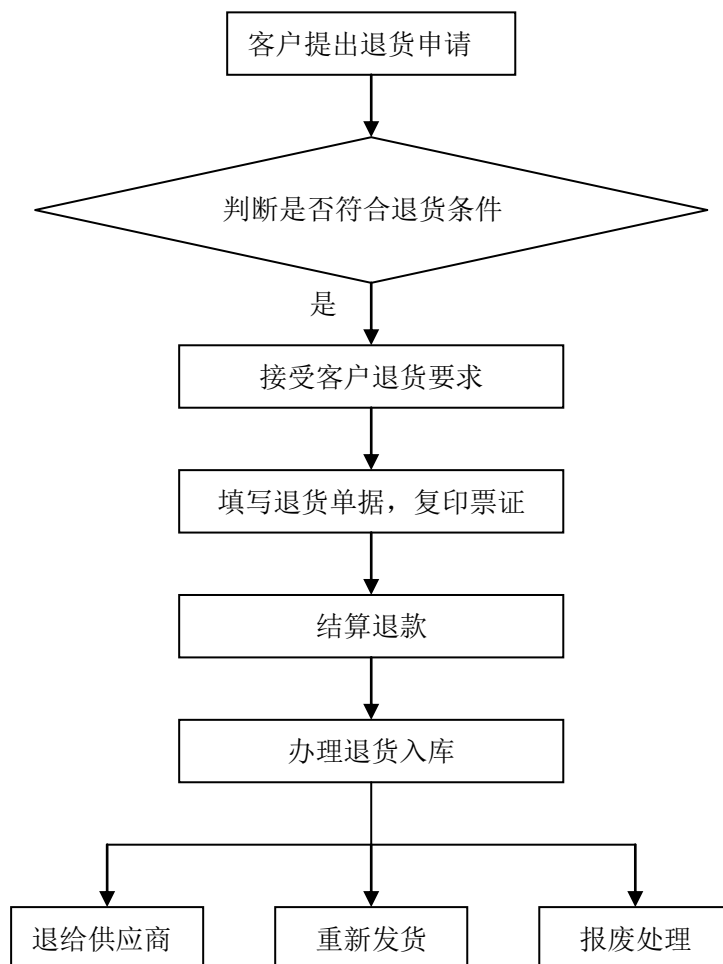 客户提出退货申请
判断是否符合退货条件
是
接受客户退货要求
填写退货单据，复印票证
结算退款
办理退货入库
退给供应商
重新发货
报废处理